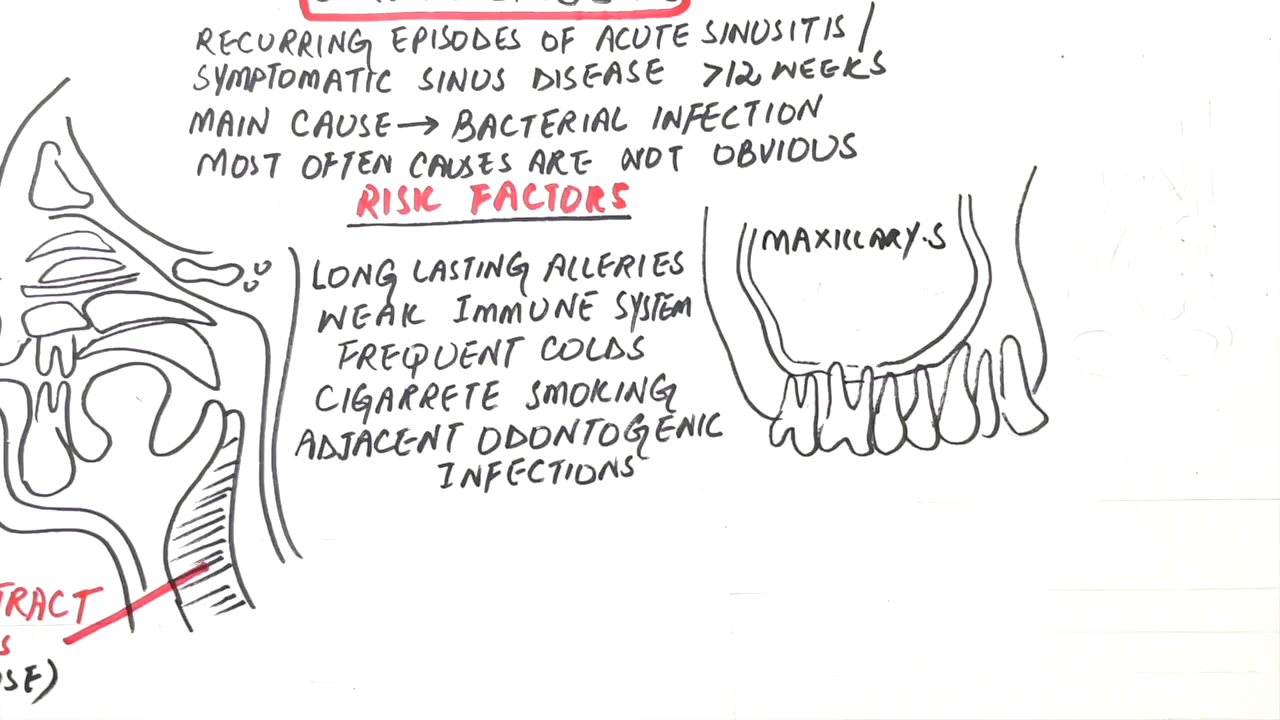 RECURRING EPISODES OF ACUTE SINUSITIS /
SYMPTOMATIC SINUS DISEASE >12 WEEKS
MAIN CAUSE → BACTERIAL INFECTION
MOST OFTEN CAUSES ARE NOT OBVIOUS
RISK FACTORS
LONG LASTING ALLERIES
WEAK IMMUNE SYSTEM
FREQUENT COLDS
CIGARRETE SMOKING
ADJACENT ODONTOGENIC
INFECTIONS
MAXILLARY.S
TRACT